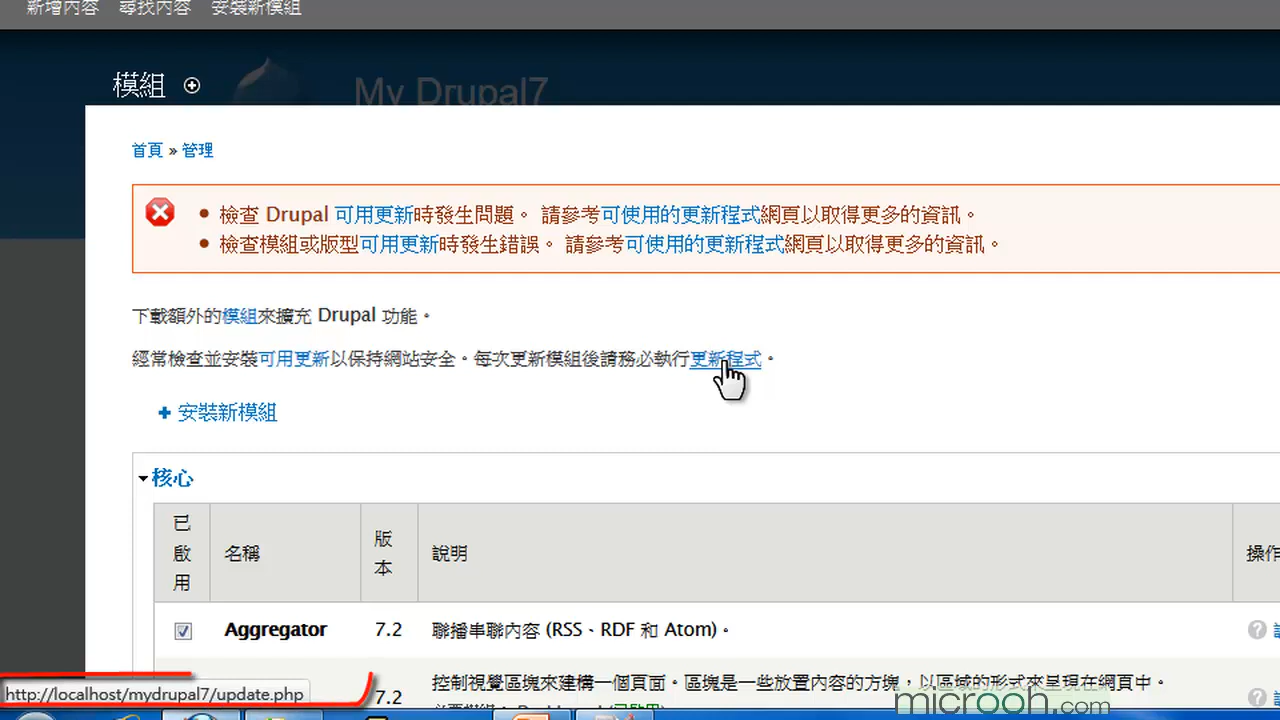 新增內容 尋找內容 安裝新模組
模組
My Drupal7
首頁 » 管理
檢查 Drupal 可用更新時發生問題。 請參考可使用的更新程式網頁以取得更多的資訊。
檢查模組或版型可用更新時發生錯誤。 請參考可使用的更新程式網頁以取得更多的資訊。
下載額外的模組來擴充 Drupal 功能。
經常檢查並安裝可用更新以保持網站安全。每次更新模組後請務必執行更新程式。
+ 安裝新模組
核心
已啟用 名稱 版本 說明 操作
Aggregator 7.2 聯播串聯內容 (RSS、RDF 和 Atom)。
7.2 控制視覺區塊來建構一個頁面。區塊是一些放置內容的方塊，以區域的形式來呈現在網頁中。
http://localhost/mydrupal7/update.php
microoh.com